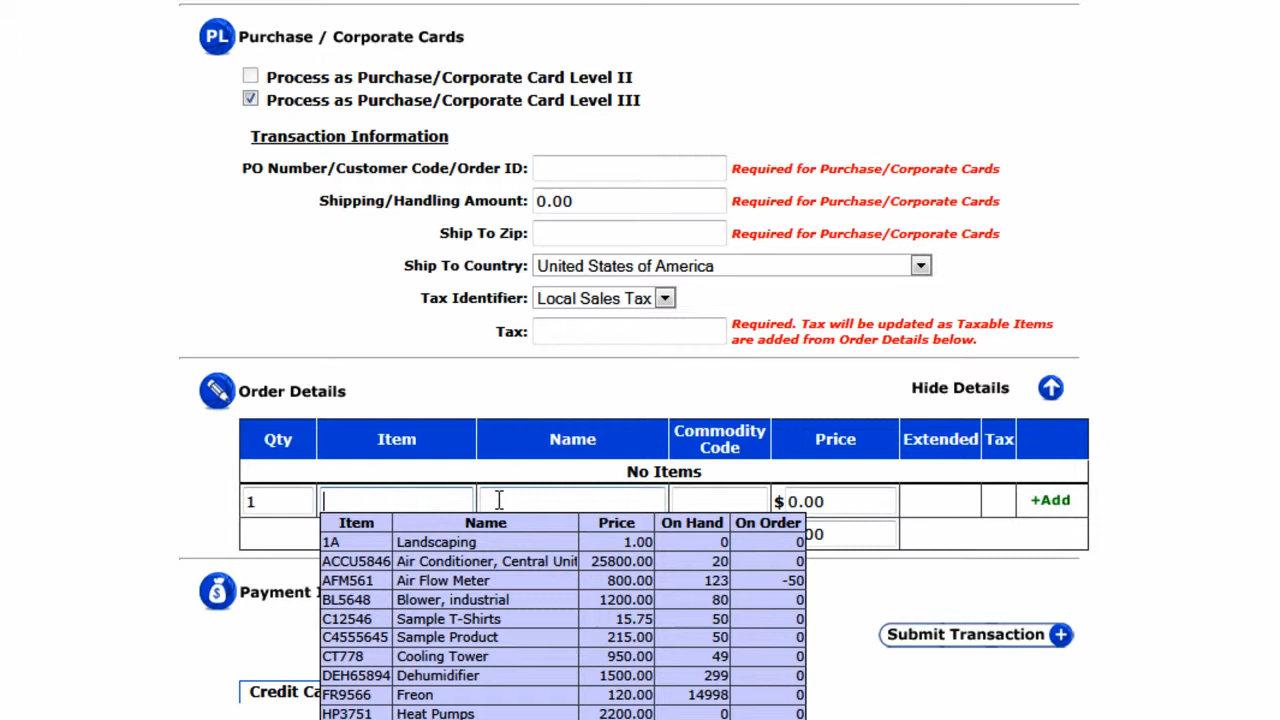 PL Purchase / Corporate Cards
Process as Purchase/Corporate Card Level II
Process as Purchase/Corporate Card Level III
Transaction Information
PO Number/Customer Code/Order ID: Required for Purchase/Corporate Cards
Shipping/Handling Amount: 0.00 Required for Purchase/Corporate Cards
Ship To Zip: Required for Purchase/Corporate Cards
Ship To Country: United States of America
Tax Identifier: Local Sales Tax
Tax: Required. Tax will be updated as Taxable Items
are added from Order Details below.
Order Details Hide Details
Qty Item Name Commodity Code Price Extended Tax
No Items
1 $ 0.00 +Add
00
Item Name Price On Hand On Order
1A Landscaping 1.00 0 0
ACCU5846 Air Conditioner, Central Unit 25800.00 20 0
AFM561 Air Flow Meter 800.00 123 -50
BL5648 Blower, industrial 1200.00 80 0
C12546 Sample T-Shirts 15.75 50 0
C4555645 Sample Product 215.00 50 0
CT778 Cooling Tower 950.00 49 0
DEH65894 Dehumidifier 1500.00 299 0
FR9566 Freon 120.00 14998 0
HP3751 Heat Pumps 2200.00 0 0
Payment
Submit Transaction
Credit Ca